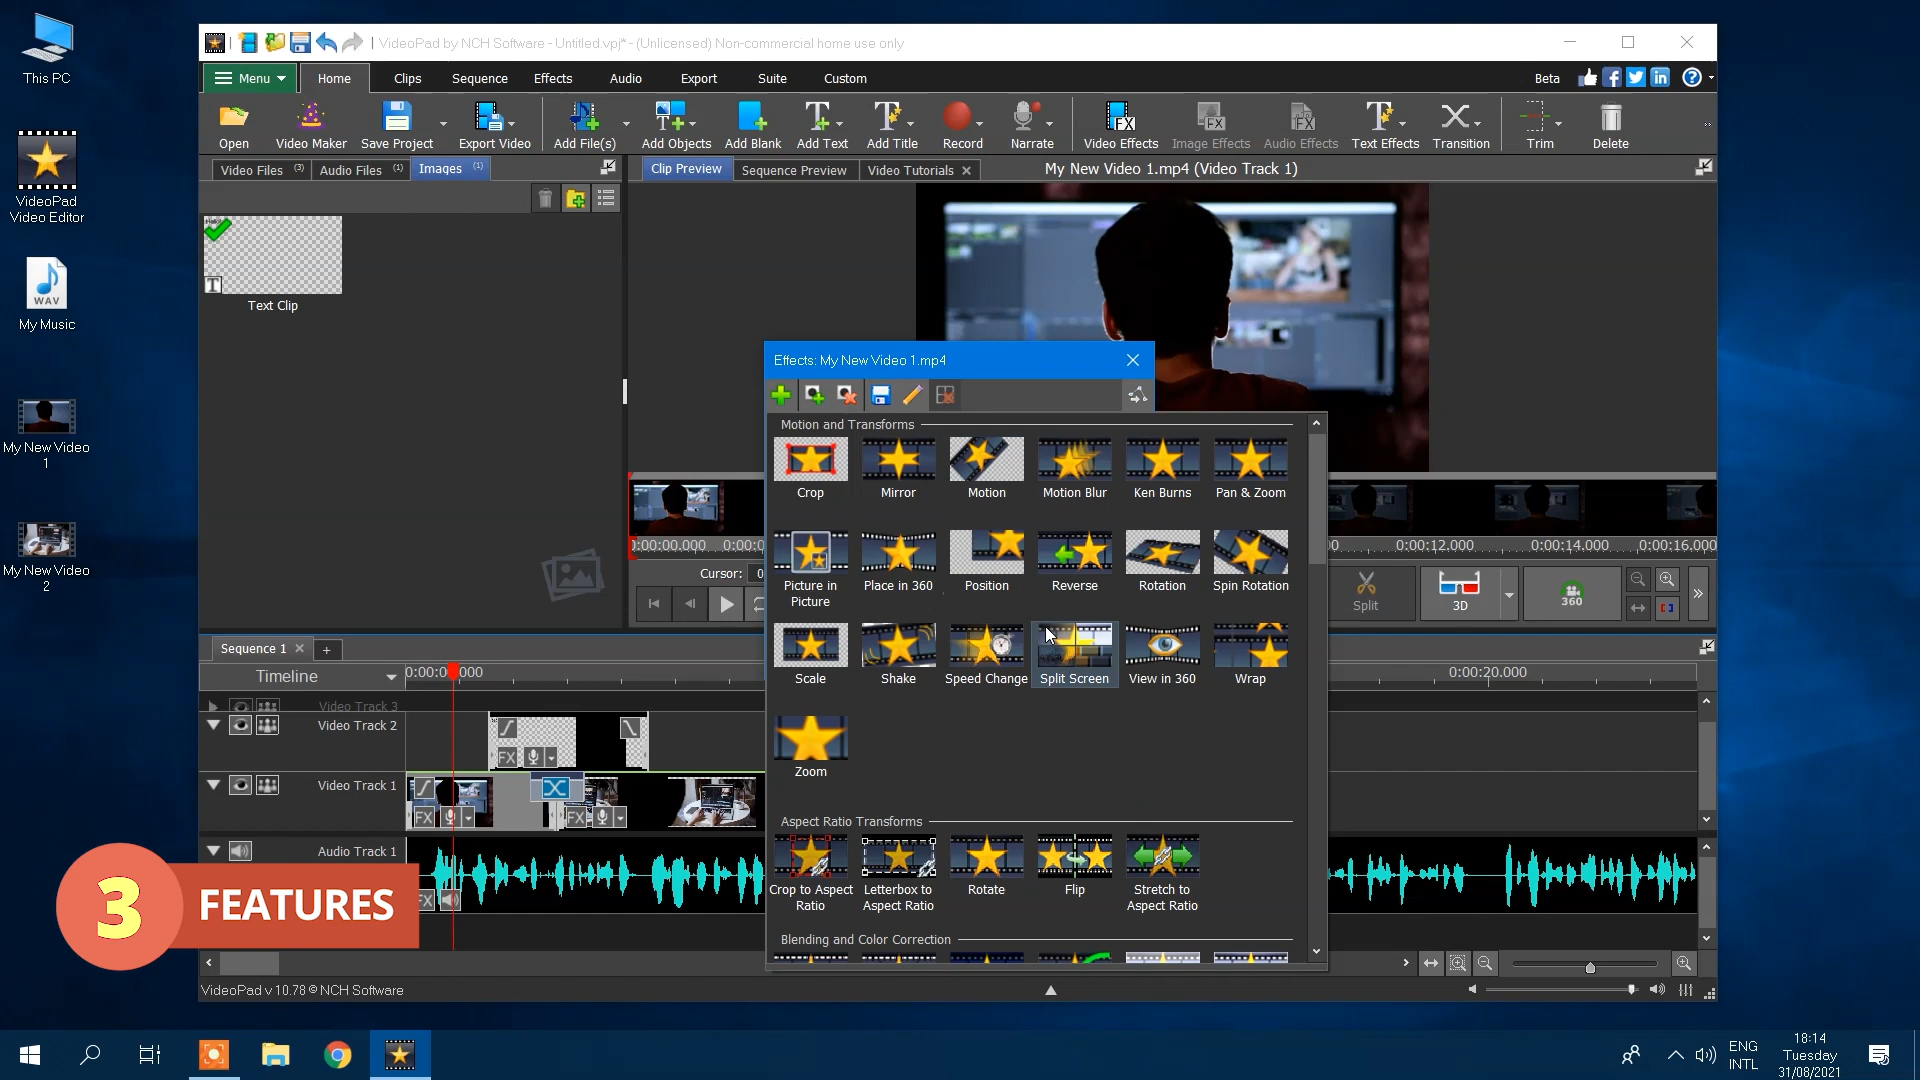 This PC
VideoPad
Video Editor
WAV
My Music
My New Video
1
My New Video
2
VideoPad by NCH Software - Untitled.vpj* - (Unlicensed) Non-commercial home use only
Menu
Home
Clips
Sequence
Effects
Audio
Export
Suite
Custom
Beta
Open
Video Maker
Save Project
Export Video
Add File(s)
Add Objects
Add Blank
Add Text
Add Title
Record
Narrate
Video Effects
Image Effects
Audio Effects
Text Effects
Transition
Trim
Delete
Video Files (3)
Audio Files (1)
Images (1)
Clip Preview
Sequence Preview
Video Tutorials
My New Video 1.mp4 (Video Track 1)
Text Clip
Effects: My New Video 1.mp4
Motion and Transforms
Crop
Mirror
Motion
Motion Blur
Ken Burns
Pan & Zoom
Picture in
Picture
Place in 360
Position
Reverse
Rotation
Spin Rotation
Scale
Shake
Speed Change
Split Screen
View in 360
Wrap
Zoom
Aspect Ratio Transforms
Crop to Aspect
Ratio
Letterbox to
Aspect Ratio
Rotate
Flip
Stretch to
Aspect Ratio
Blending and Color Correction
0:00:12.000
0:00:14.000
0:00:16.000
Cursor:
Split
3D
360
Sequence 1
Timeline
0:00:20.000
Video Track 3
Video Track 2
FX
Video Track 1
FX
FX
Audio Track 1
FX
3
FEATURES
VideoPad v 10.78 © NCH Software
ENG
INTL
18:14
Tuesday
31/08/2021